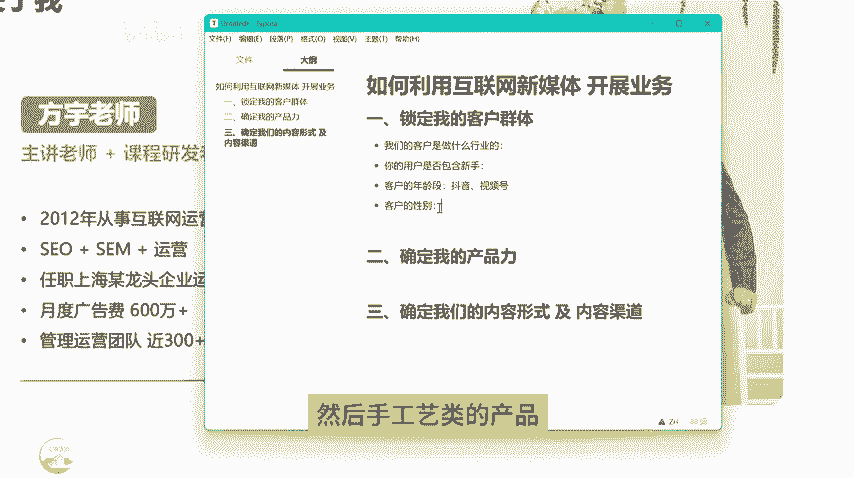 方宇老师
主讲老师 + 课程研发
• 2012年从事互联网运营
• SEO + SEM + 运营
• 任职上海某龙头企业运
• 月度广告费 600万+
• 管理运营团队 近300+
文件(F) 编辑(E) 段落(P) 格式(O) 视图(V) 主题(T) 帮助(H)
文件 大纲
如何利用互联网新媒体 开展业务
一、锁定我的客户群体
二、确定我的产品力
三、确定我们的内容形式 及
内容渠道
如何利用互联网新媒体 开展业务
一、锁定我的客户群体
• 我们的客户是做什么行业的：
• 你的用户是否包含新手：
• 客户的年龄段：抖音、视频号
• 客户的性别：
二、确定我的产品力
三、确定我们的内容形式 及 内容渠道
然后手工艺类的产品